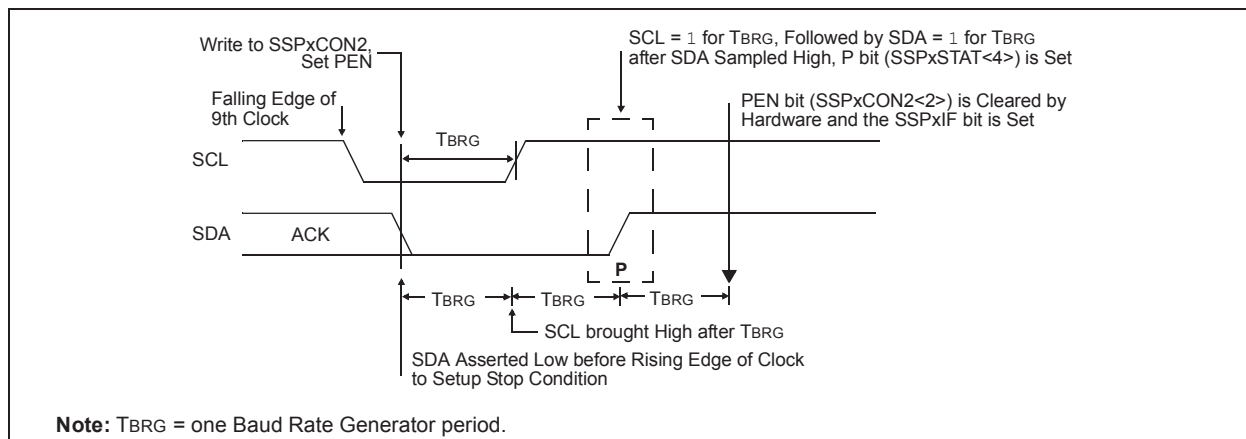 Write to SSPxCON2,
Set PEN
SCL = 1 for TBRG, Followed by SDA = 1 for TBRG
after SDA Sampled High, P bit (SSPxSTAT<4>) is Set
Falling Edge of
9th Clock
PEN bit (SSPxCON2<2>) is Cleared by
Hardware and the SSPxIF bit is Set
TBRG
SCL
SDA
ACK
P
TBRG
TBRG
TBRG
SCL brought High after TBRG
SDA Asserted Low before Rising Edge of Clock
to Setup Stop Condition
Note: TBRG = one Baud Rate Generator period.